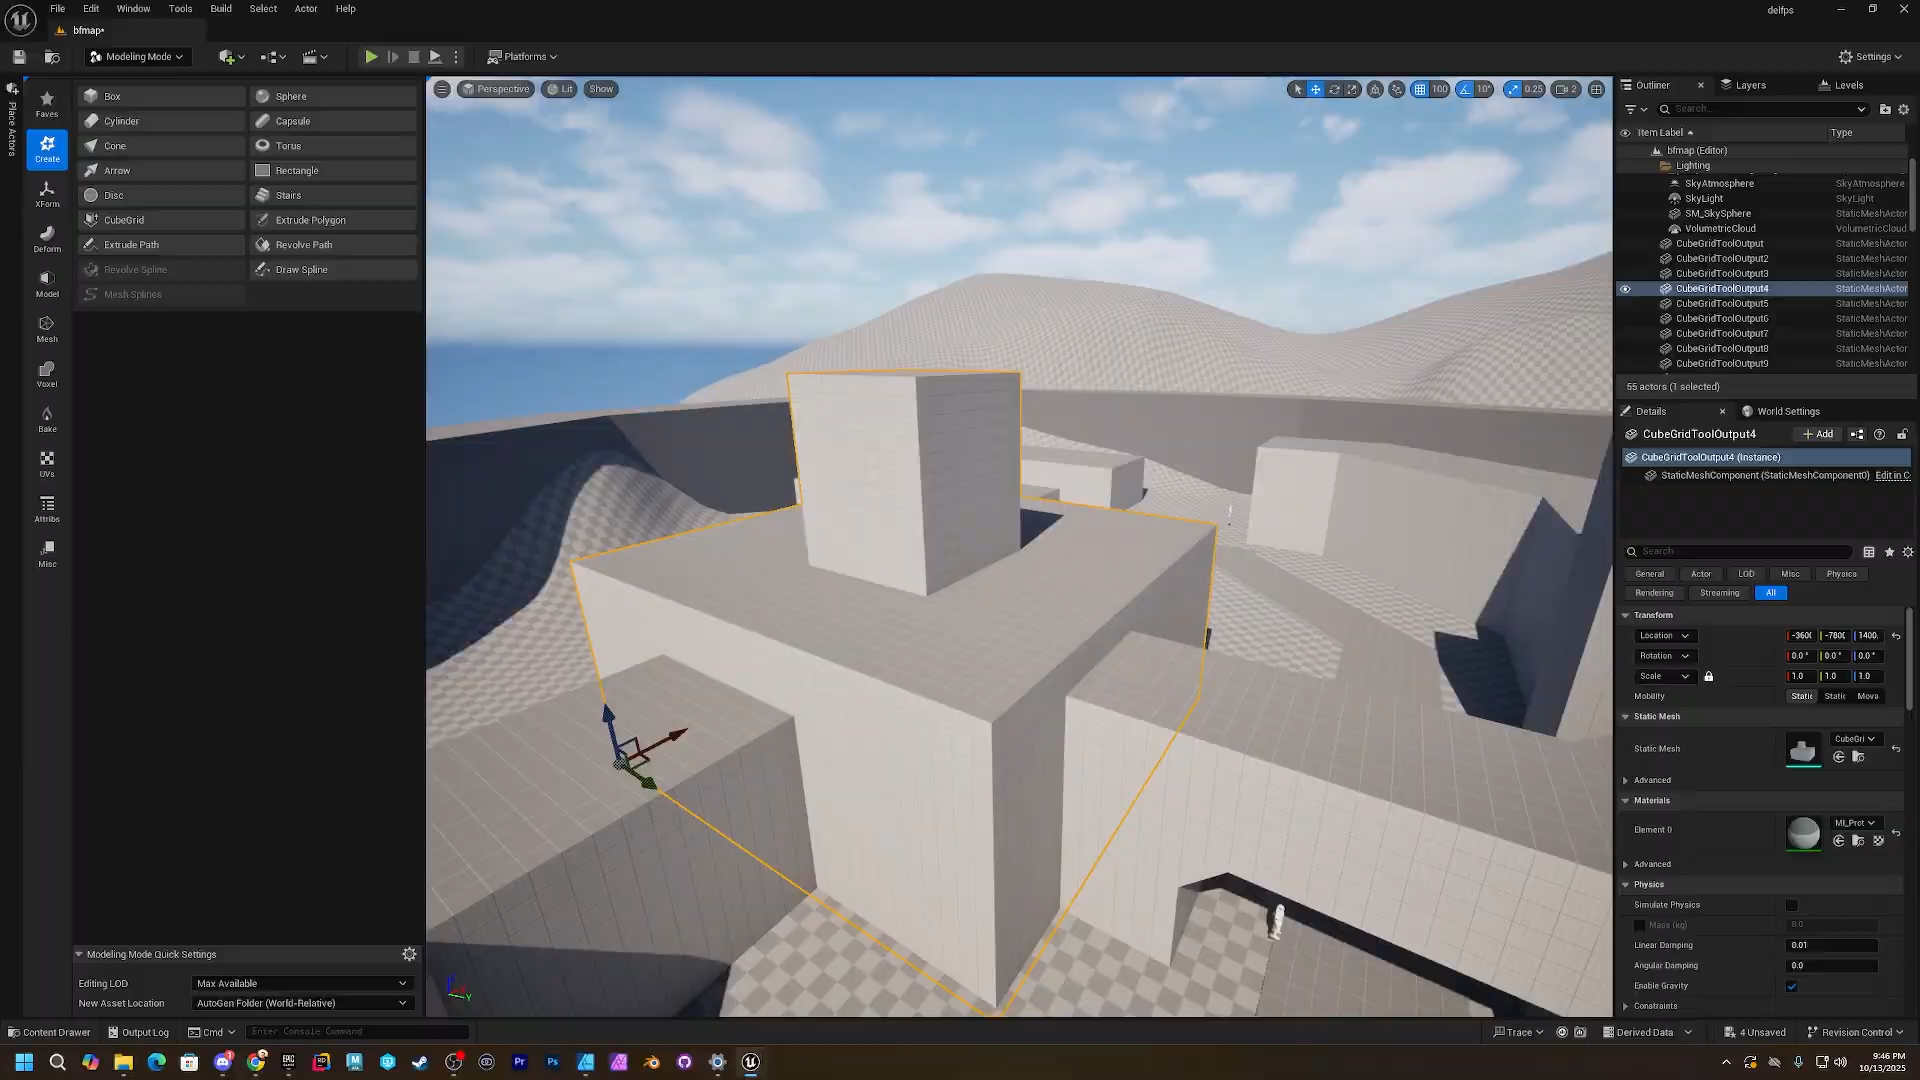 File Edit Window Tools Build Select Actor Help
delfps
bfmap*
Modeling Mode
Platforms
Settings
Place Actors
Faves
Create
XForm
Deform
Model
Mesh
Voxel
Bake
UVs
Attribs
Misc
Box Sphere
Cylinder Capsule
Cone Torus
Arrow Rectangle
Disc Stairs
CubeGrid Extrude Polygon
Extrude Path Revolve Path
Revolve Spline Draw Spline
Mesh Splines
Modeling Mode Quick Settings
Editing LOD Max Available
New Asset Location AutoGen Folder (World-Relative)
Perspective Lit Show
100 10° 0.25 2
Outliner Layers Levels
Search...
Item Label Type
bfmap (Editor)
Lighting
SkyAtmosphere SkyAtmosphere
SkyLight SkyLight
SM_SkySphere StaticMeshActor
VolumetricCloud VolumetricCloud
CubeGridToolOutput StaticMeshActor
CubeGridToolOutput2 StaticMeshActor
CubeGridToolOutput3 StaticMeshActor
CubeGridToolOutput4 StaticMeshActor
CubeGridToolOutput5 StaticMeshActor
CubeGridToolOutput6 StaticMeshActor
CubeGridToolOutput7 StaticMeshActor
CubeGridToolOutput8 StaticMeshActor
CubeGridToolOutput9 StaticMeshActor
55 actors (1 selected)
Details World Settings
CubeGridToolOutput4 + Add
CubeGridToolOutput4 (Instance)
StaticMeshComponent (StaticMeshComponent0) Edit in C
Search
General Actor LOD Misc Physics
Rendering Streaming All
Transform
Location -360( -780( 1400.
Rotation 0.0 ° 0.0 ° 0.0 °
Scale 1.0 1.0 1.0
Mobility Static Static Mova
Static Mesh
Static Mesh CubeGri
Advanced
Materials
Element 0 MI_Prot
Advanced
Physics
Simulate Physics
Mass (kg) 0.0
Linear Damping 0.01
Angular Damping 0.0
Enable Gravity
Constraints
Z Y
Content Drawer Output Log Cmd Enter Console Command
Trace Derived Data 4 Unsaved Revision Control
9:46 PM
10/13/2025